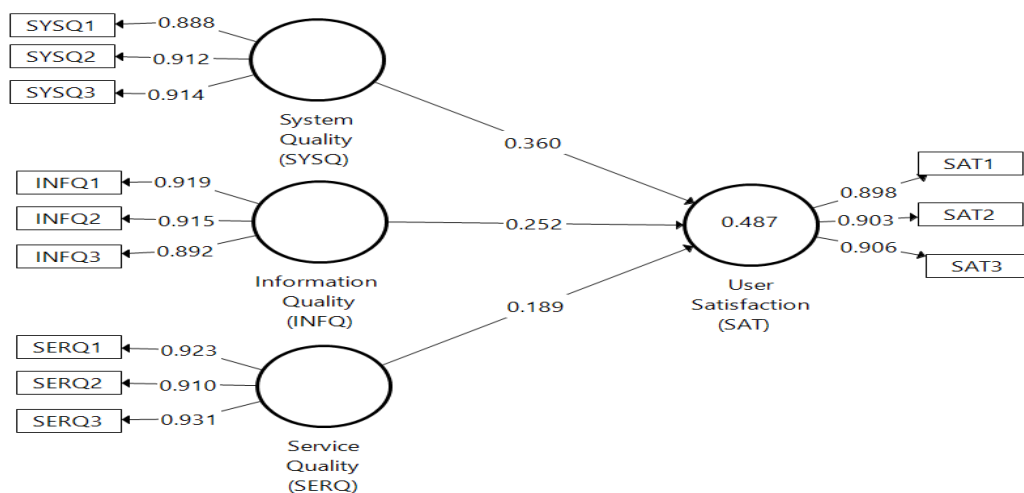 SYSQ1
0.888
SYSQ2
0.912
SYSQ3
0.914
System
Quality
(SYSQ)
0.360
INFQ1
0.919
INFQ2
0.915
INFQ3
0.892
Information
Quality
(INFQ)
0.252
SERQ1
0.923
SERQ2
0.910
SERQ3
0.931
Service
Quality
(SERQ)
0.189
0.487
User
Satisfaction
(SAT)
0.898
SAT1
0.903
SAT2
0.906
SAT3